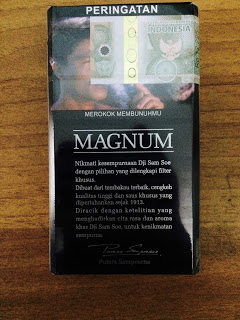 PERINGATAN
INDONESIA
MEROKOK MEMBUNUHMU
MAGNUM
Nikmati kesempurnaan Dji Sam Soe
dengan pilihan yang dilengkapi filter
khusus.
Dibuat dari tembakau terbaik, cengkeh
kualitas tinggi dan saus khusus yang
dipertahankan sejak 1913.
Diracik dengan ketelitian yang
menghadirkan cita rasa dan aroma
khas Dji Sam Soe, untuk kenikmatan
sempurna.
Putera Sampoerna